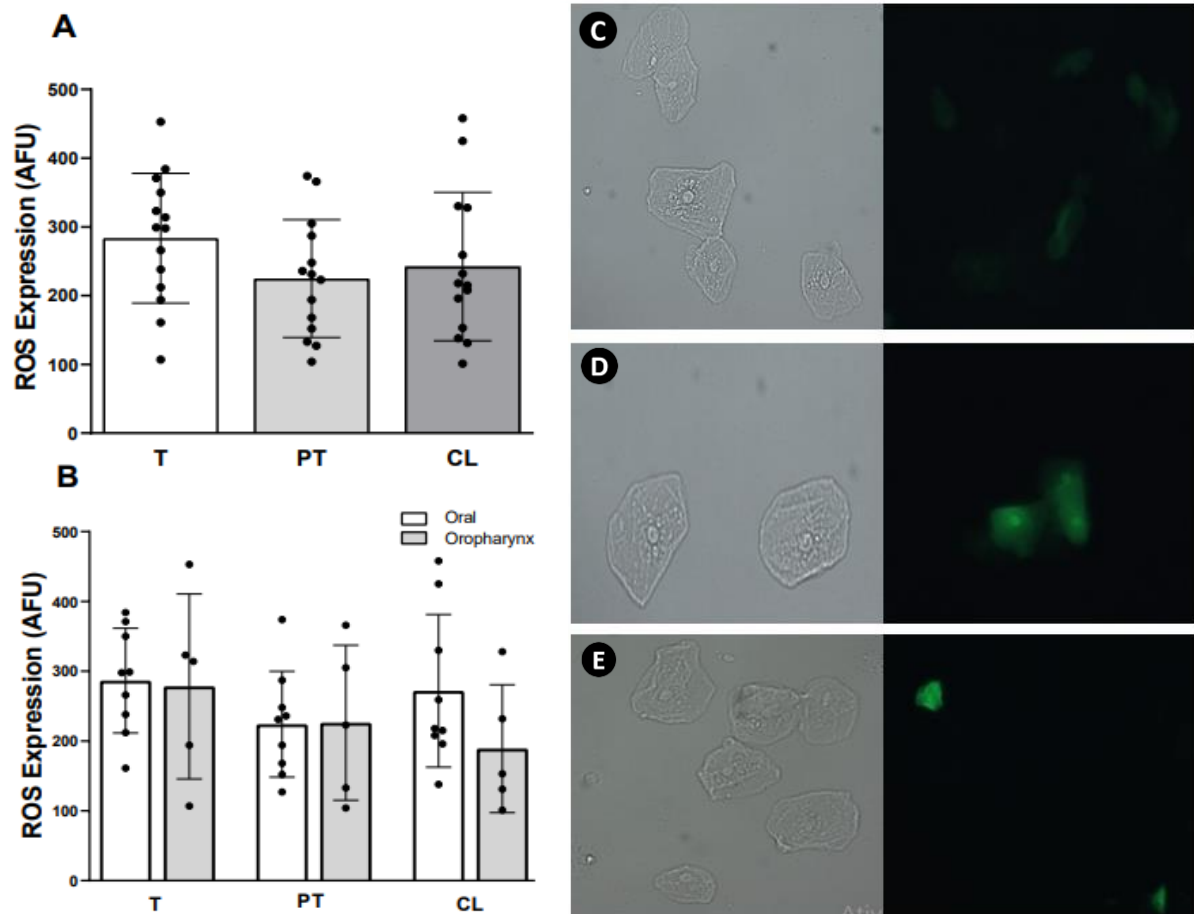 A
ROS Expression (AFU)
500
400
300
200
100
0
T PT CL
B
Oral
Oropharynx
ROS Expression (AFU)
500
400
300
200
100
0
T PT CL
C
D
E
Ativ